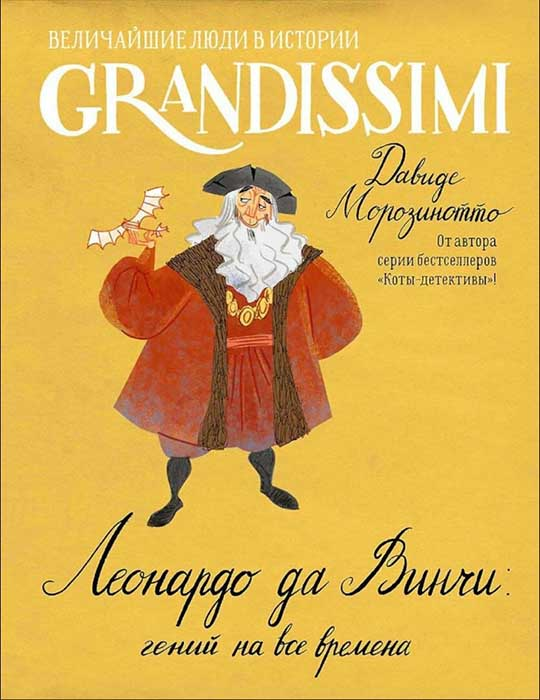 ВЕЛИЧАЙШИЕ ЛЮДИ В ИСТОРИИ
GRANDISSIMI
Давиде
Морозинотто
От автора
серии бестселлеров
«Коты-детективы»!
Леонардо да Винчи:
гений на все времена